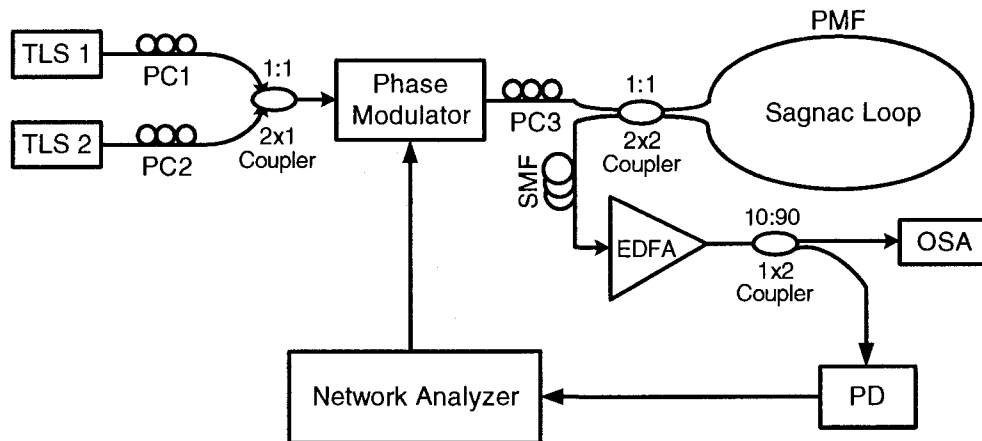 TLS 1
PC1
1:1
TLS 2
PC2
2x1
Coupler
Phase
Modulator
PC3
1:1
2x2
Coupler
PMF
Sagnac Loop
SMF
EDFA
10:90
1x2
Coupler
OSA
Network Analyzer
PD